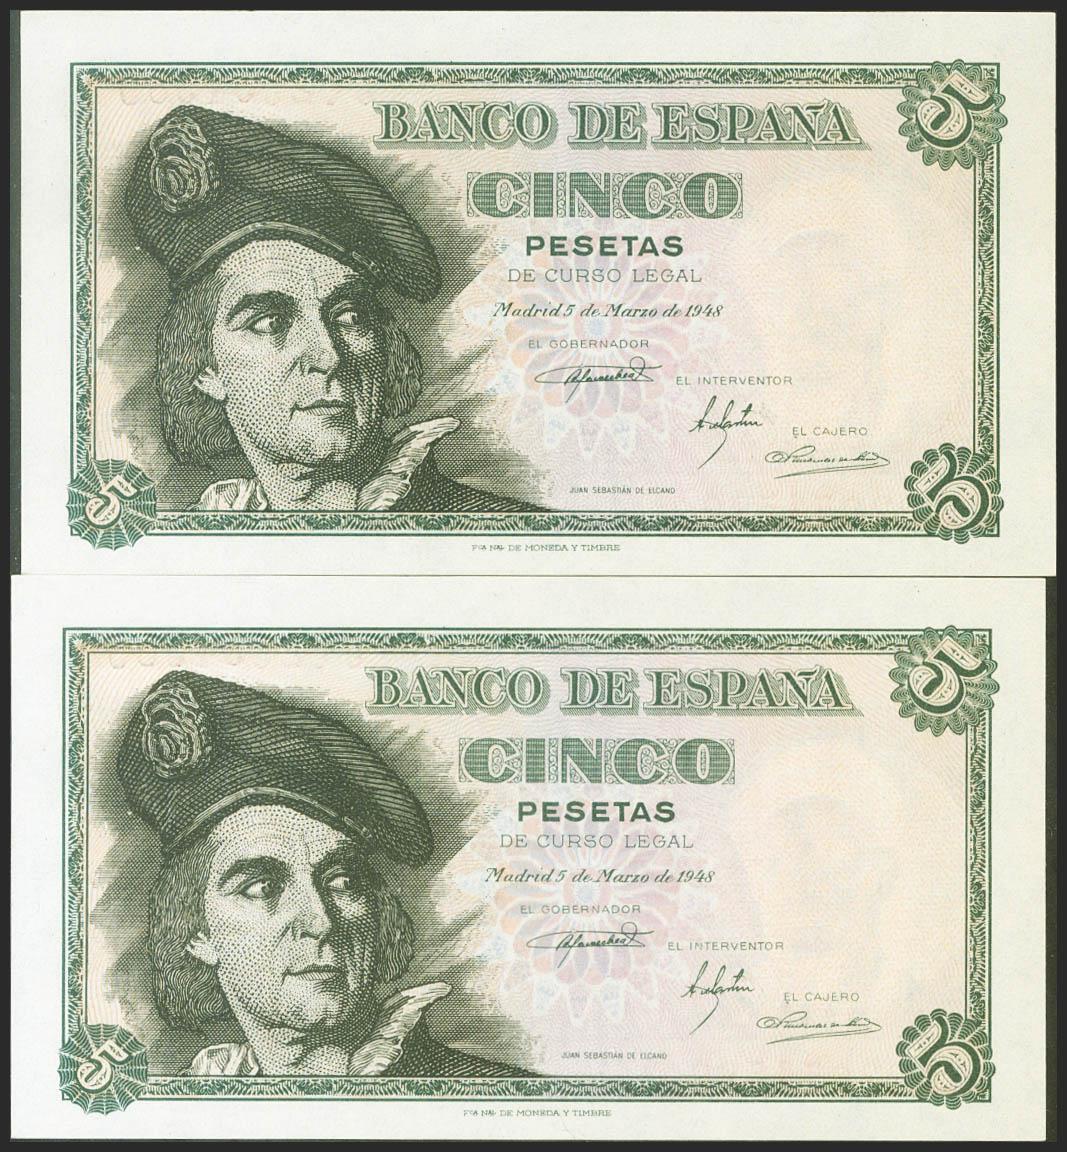 BANCO DE ESPAÑA
5
CINCO
PESETAS
DE CURSO LEGAL
Madrid 5 de Marzo de 1948
EL GOBERNADOR
EL INTERVENTOR
EL CAJERO
JUAN SEBASTIÁN DE ELCANO
5
5
Fca. Nal. DE MONEDA Y TIMBRE
BANCO DE ESPAÑA
5
CINCO
PESETAS
DE CURSO LEGAL
Madrid 5 de Marzo de 1948
EL GOBERNADOR
EL INTERVENTOR
EL CAJERO
JUAN SEBASTIÁN DE ELCANO
5
5
Fca. Nal. DE MONEDA Y TIMBRE